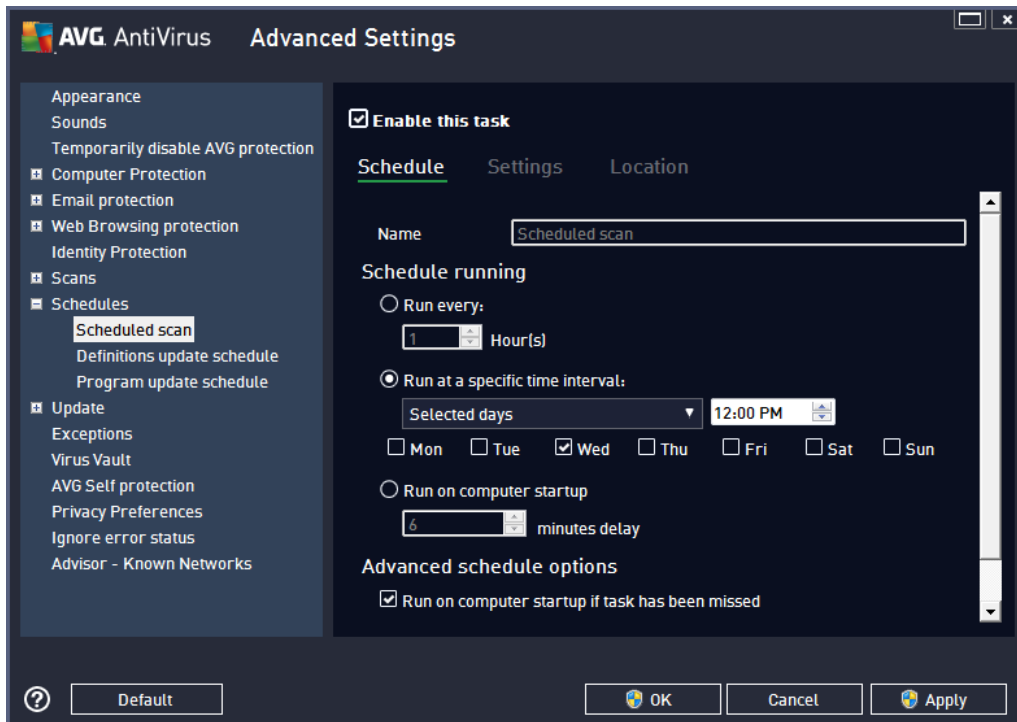 AVG AntiVirus Advanced Settings
Appearance
Sounds
Temporarily disable AVG protection
Computer Protection
Email protection
Web Browsing protection
Identity Protection
Scans
Schedules
Scheduled scan
Definitions update schedule
Program update schedule
Update
Exceptions
Virus Vault
AVG Self protection
Privacy Preferences
Ignore error status
Advisor - Known Networks
Enable this task
Schedule Settings Location
Name Scheduled scan
Schedule running
Run every:
1 Hour(s)
Run at a specific time interval:
Selected days 12:00 PM
Mon Tue Wed Thu Fri Sat Sun
Run on computer startup
6 minutes delay
Advanced schedule options
Run on computer startup if task has been missed
? Default OK Cancel Apply